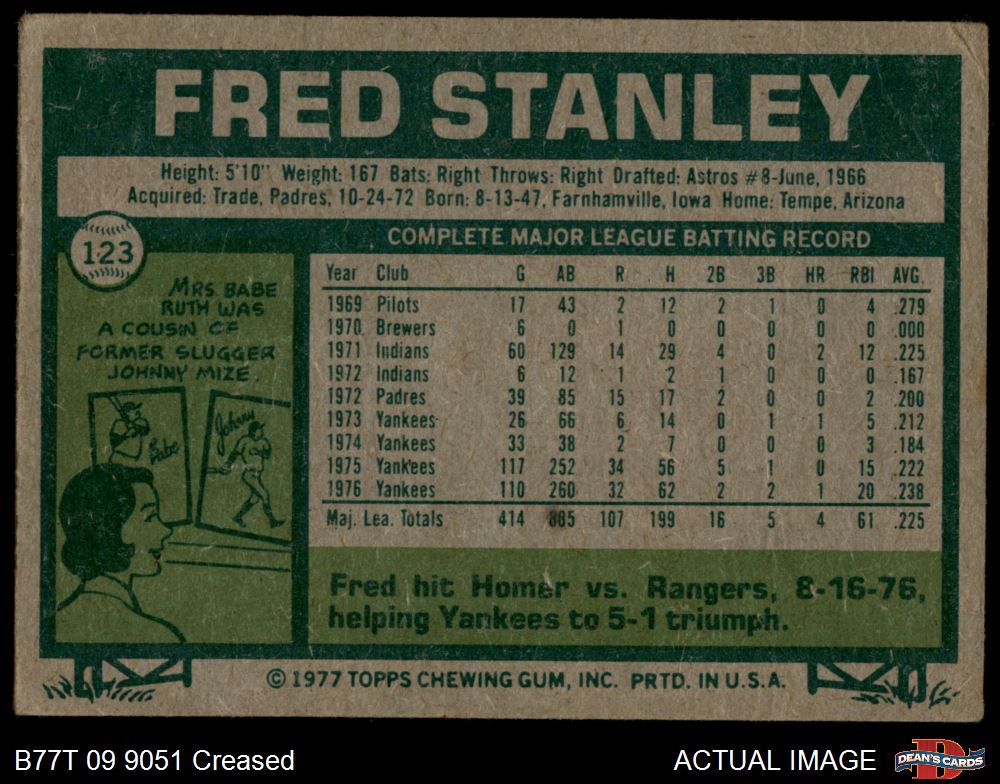 FRED STANLEY
Height: 5'10" Weight: 167 Bats: Right Throws: Right Drafted: Astros #8-June, 1966
Acquired: Trade, Padres, 10-24-72 Born: 8-13-47, Farnhamville, Iowa Home: Tempe, Arizona
123
MRS. BABE
RUTH WAS
A COUSIN OF
FORMER SLUGGER
JOHNNY MIZE.
Babe
Johnny
COMPLETE MAJOR LEAGUE BATTING RECORD
Year Club G AB R H 2B 3B HR RBI AVG.
1969 Pilots 17 43 2 12 2 1 0 4 .279
1970 Brewers 6 0 1 0 0 0 0 0 .000
1971 Indians 60 129 14 29 4 0 2 12 .225
1972 Indians 6 12 1 2 1 0 0 0 .167
1972 Padres 39 85 15 17 2 0 0 2 .200
1973 Yankees 26 66 6 14 0 1 1 5 .212
1974 Yankees 33 38 2 7 0 0 0 3 .184
1975 Yankees 117 252 34 56 5 1 0 15 .222
1976 Yankees 110 260 32 62 2 2 1 20 .238
Maj. Lea. Totals 414 885 107 199 16 5 4 61 .225
Fred hit Homer vs. Rangers, 8-16-76,
helping Yankees to 5-1 triumph.
© 1977 TOPPS CHEWING GUM, INC. PRTD. IN U.S.A.
B77T 09 9051 Creased
ACTUAL IMAGE
D
DEAN'S CARDS